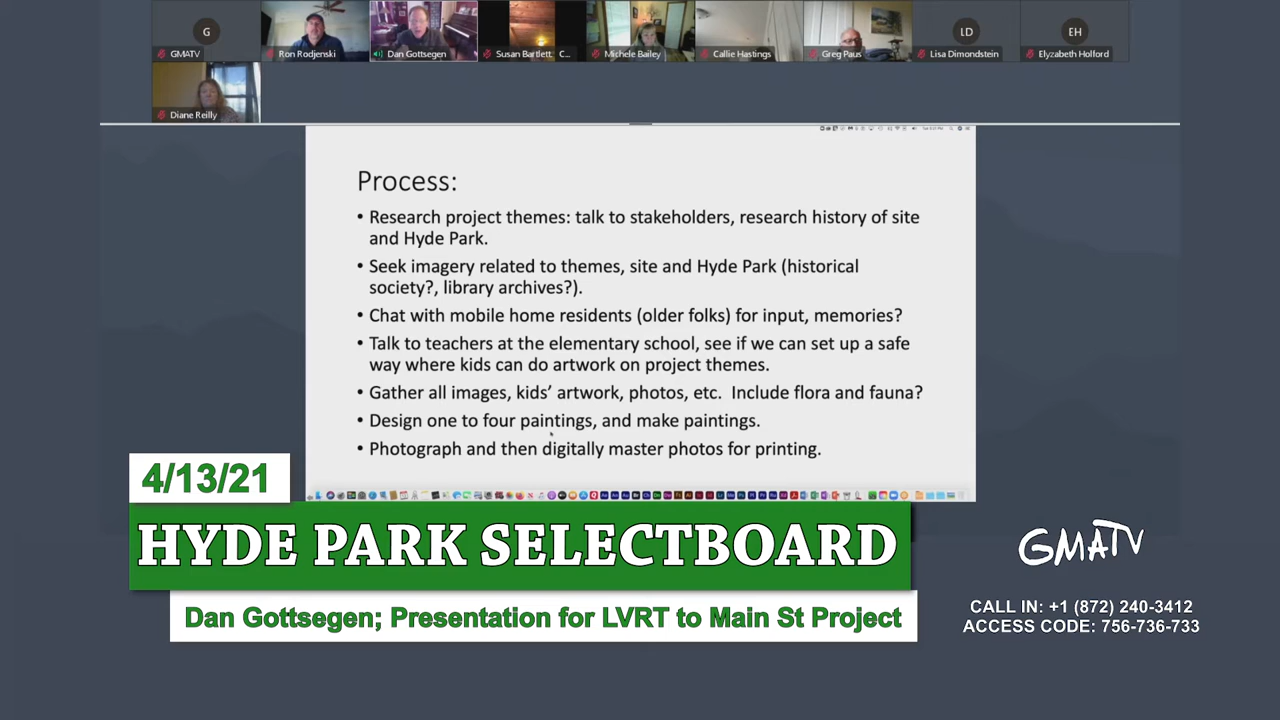 G
LD
EH
GMATV
Ron Rodjenski
Dan Gottsegen
Susan Bartlett. C...
Michele Bailey
Callie Hastings
Greg Paus
Lisa Dimondstein
Elyzabeth Holford
Diane Reilly
Process:
• Research project themes: talk to stakeholders, research history of site
and Hyde Park.
• Seek imagery related to themes, site and Hyde Park (historical
society?, library archives?).
• Chat with mobile home residents (older folks) for input, memories?
• Talk to teachers at the elementary school, see if we can set up a safe
way where kids can do artwork on project themes.
• Gather all images, kids' artwork, photos, etc.  Include flora and fauna?
• Design one to four paintings, and make paintings.
• Photograph and then digitally master photos for printing.
4/13/21
HYDE PARK SELECTBOARD
Dan Gottsegen; Presentation for LVRT to Main St Project
GMATV
CALL IN: +1 (872) 240-3412
ACCESS CODE: 756-736-733